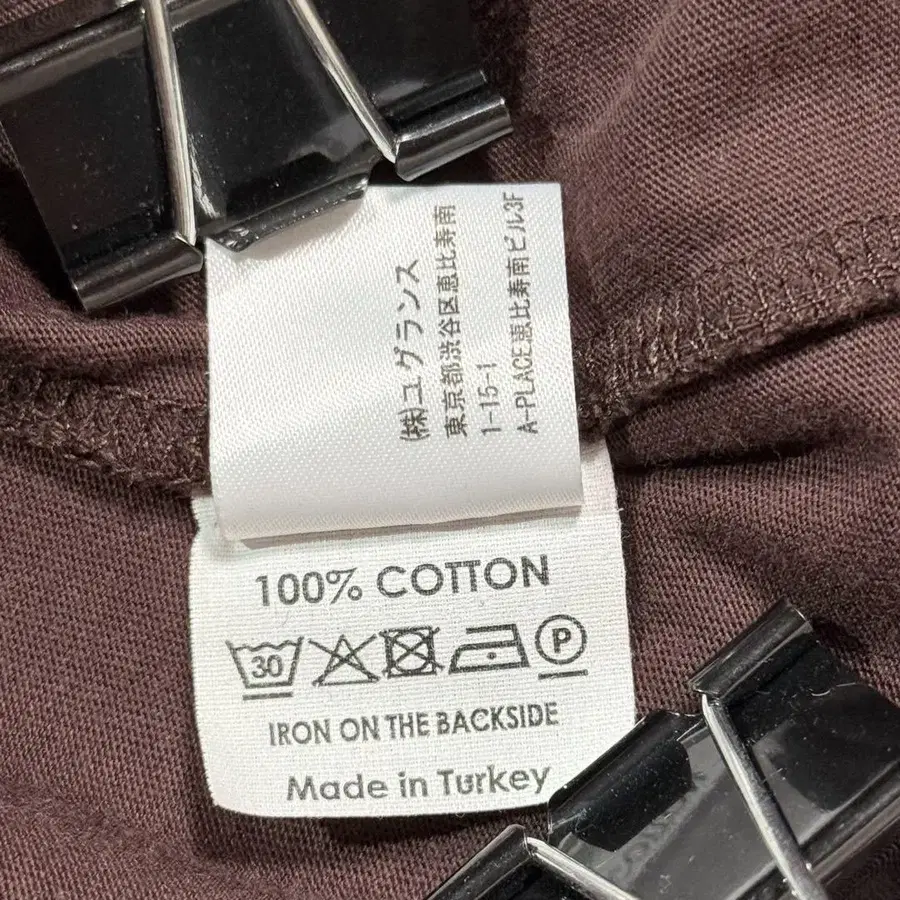 (株)ユグランス
東京都渋谷区恵比寿南
1-15-1
A-PLACE恵比寿南ビル3F
100% COTTON
30
P
IRON ON THE BACKSIDE
Made in Turkey